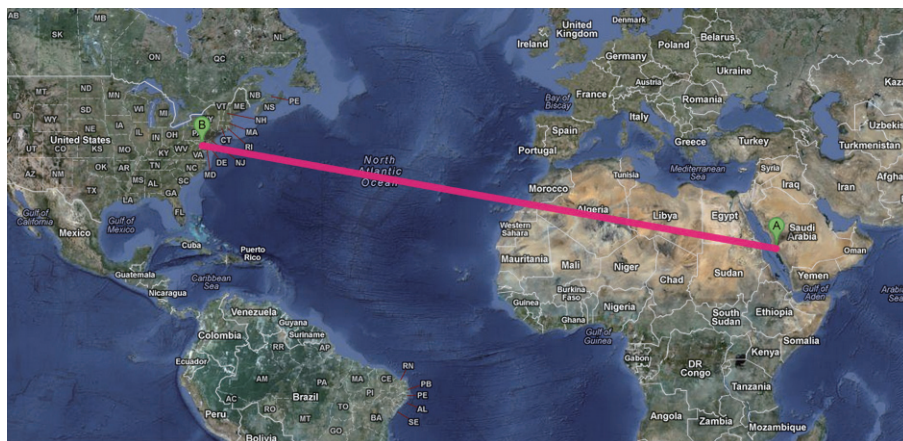 AB
MB
SK
ON
QC
NL
NB
PE
NS
NH
MA
RI
CT
VT
ME
MT
ND
MN
SD
WY
WI
MI
IA
NE
IL
IN
OH
PA
B
United States
UT
CO
KS
MO
KY
WV
VA
DE
NJ
MD
AZ
NM
OK
AR
TN
NC
SC
MS
AL
GA
TX
LA
FL
Gulf of
California
Gulf of
Mexico
Mexico
Cuba
Puerto
Rico
Guatemala
Nicaragua
Caribbean
Sea
Venezuela
Guyana
Suriname
Colombia
Ecuador
Peru
Bolivia
Brazil
RR
AP
AM
PA
MA
CE
RN
PB
PE
AL
SE
PI
TO
BA
AC
RO
MT
GO
North
Atlantic
Ocean
United
Kingdom
Ireland
Denmark
Belarus
Poland
Germany
Ukraine
Austria
France
Romania
Bay of
Biscay
Italy
Spain
Portugal
Greece
Turkey
Kaza
Uzbekis
Turkmenistan
Mediterranean
Sea
Syria
Iraq
Iran
Afgha
Tunisia
Morocco
Algeria
Libya
Egypt
Western
Sahara
A
Saudi
Arabia
Oman
Mauritania
Mali
Niger
Chad
Sudan
Yemen
Gulf of
Aden
Arabia
Sea
Burkina
Faso
Guinea
Ghana
Nigeria
Gulf of
Guinea
South
Sudan
Ethiopia
Somalia
Gabon
DR
Congo
Kenya
Tanzania
Angola
Zambia
Mozambique